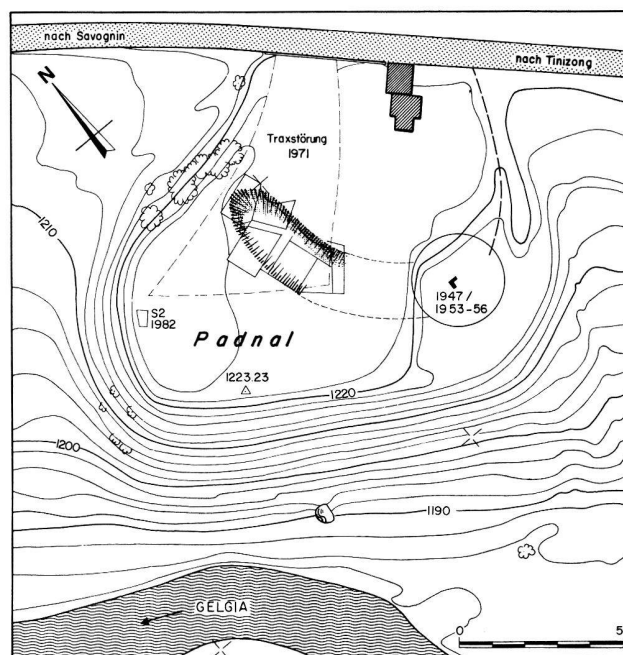 nach Savognin
nach Tinizong
N
Traxstörung
1971
1210
1947/
1953-56
S2
1982
Padnal
1223.23
1220
1200
1190
GELGIA
0
5